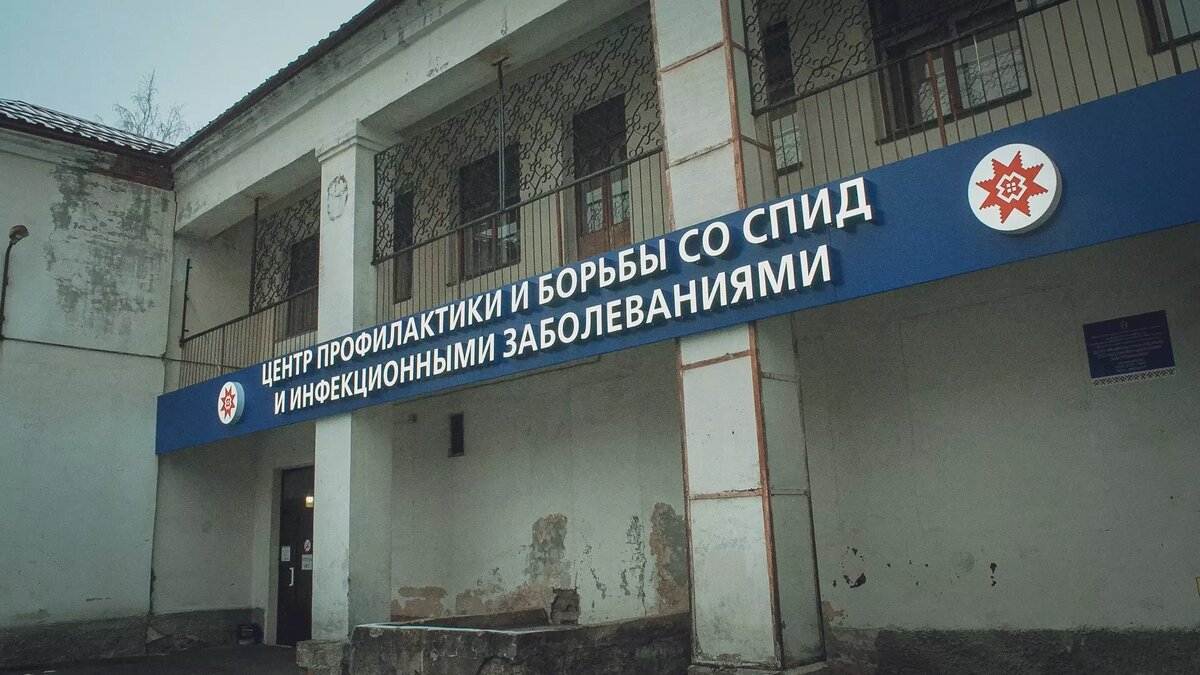 ЦЕНТР ПРОФИЛАКТИКИ И БОРЬБЫ СО СПИД
И ИНФЕКЦИОННЫМИ ЗАБОЛЕВАНИЯМИ